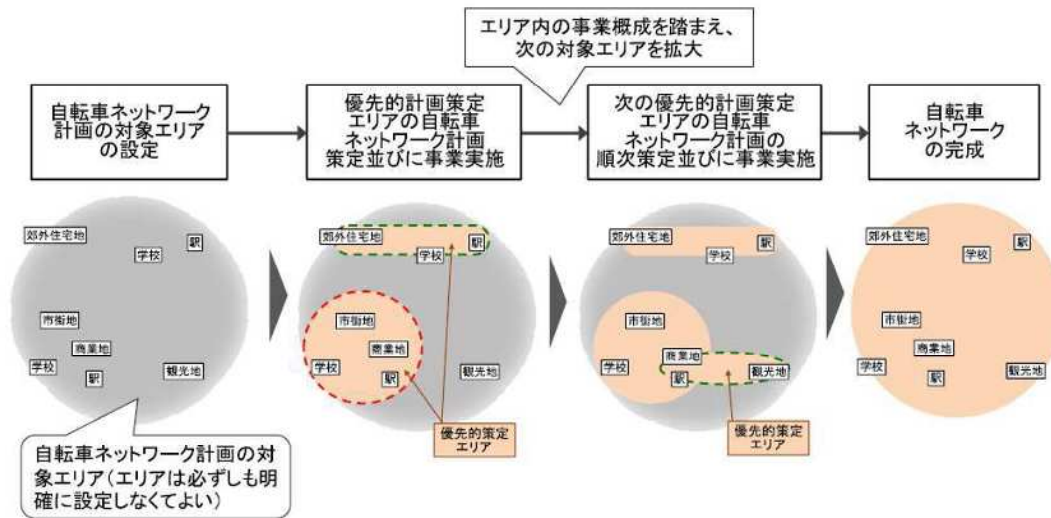 エリア内の事業概成を踏まえ、
次の対象エリアを拡大
自転車ネットワーク
計画の対象エリア
の設定
優先的計画策定
エリアの自転車
ネットワーク計画
策定並びに事業実施
次の優先的計画策定
エリアの自転車
ネットワーク計画の
順次策定並びに事業実施
自転車
ネットワーク
の完成
郊外住宅地
学校
駅
市街地
商業地
学校
駅
観光地
自転車ネットワーク計画の対
象エリア(エリアは必ずしも明
確に設定しなくてよい)
郊外住宅地
学校
駅
市街地
商業地
学校
駅
観光地
優先的策定
エリア
郊外住宅地
学校
駅
市街地
商業地
学校
駅
観光地
優先的策定
エリア
郊外住宅地
学校
駅
市街地
商業地
学校
駅
観光地